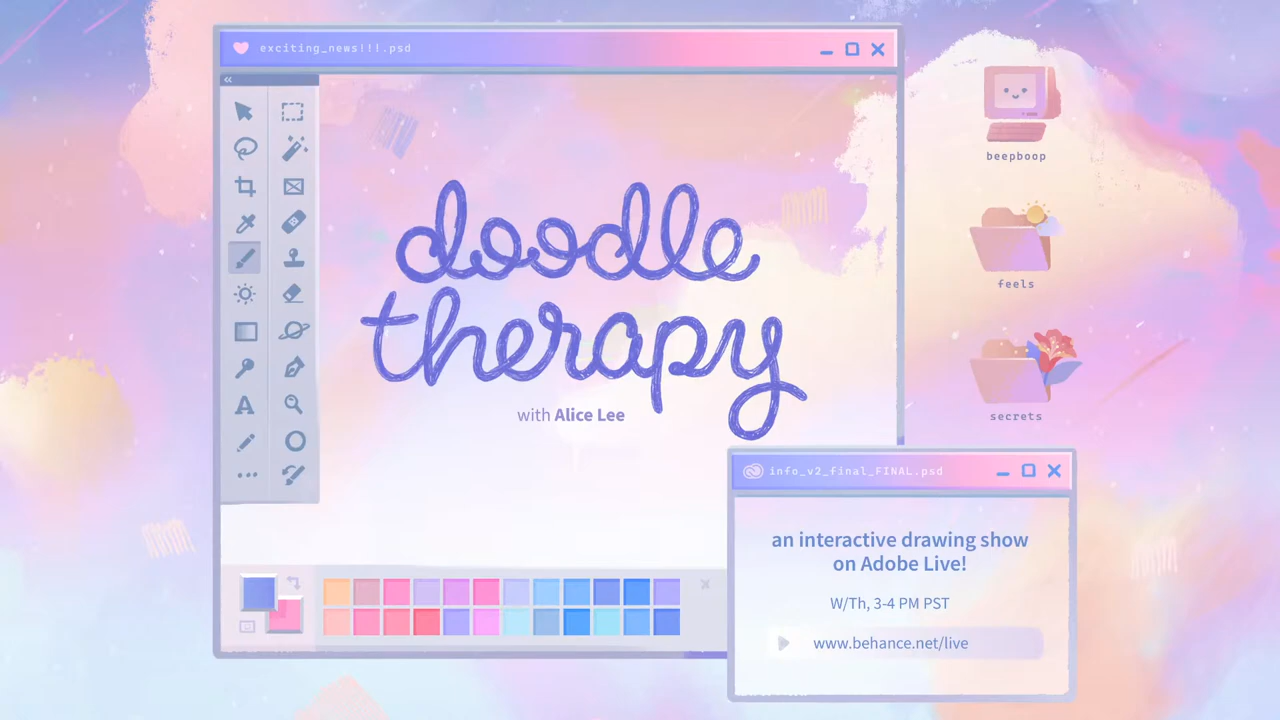 exciting_news!!!.psd
doodle
therapy
with Alice Lee
A
beepboop
feels
secrets
info_v2_final_FINAL.psd
an interactive drawing show
on Adobe Live!
W/Th, 3-4 PM PST
www.behance.net/live